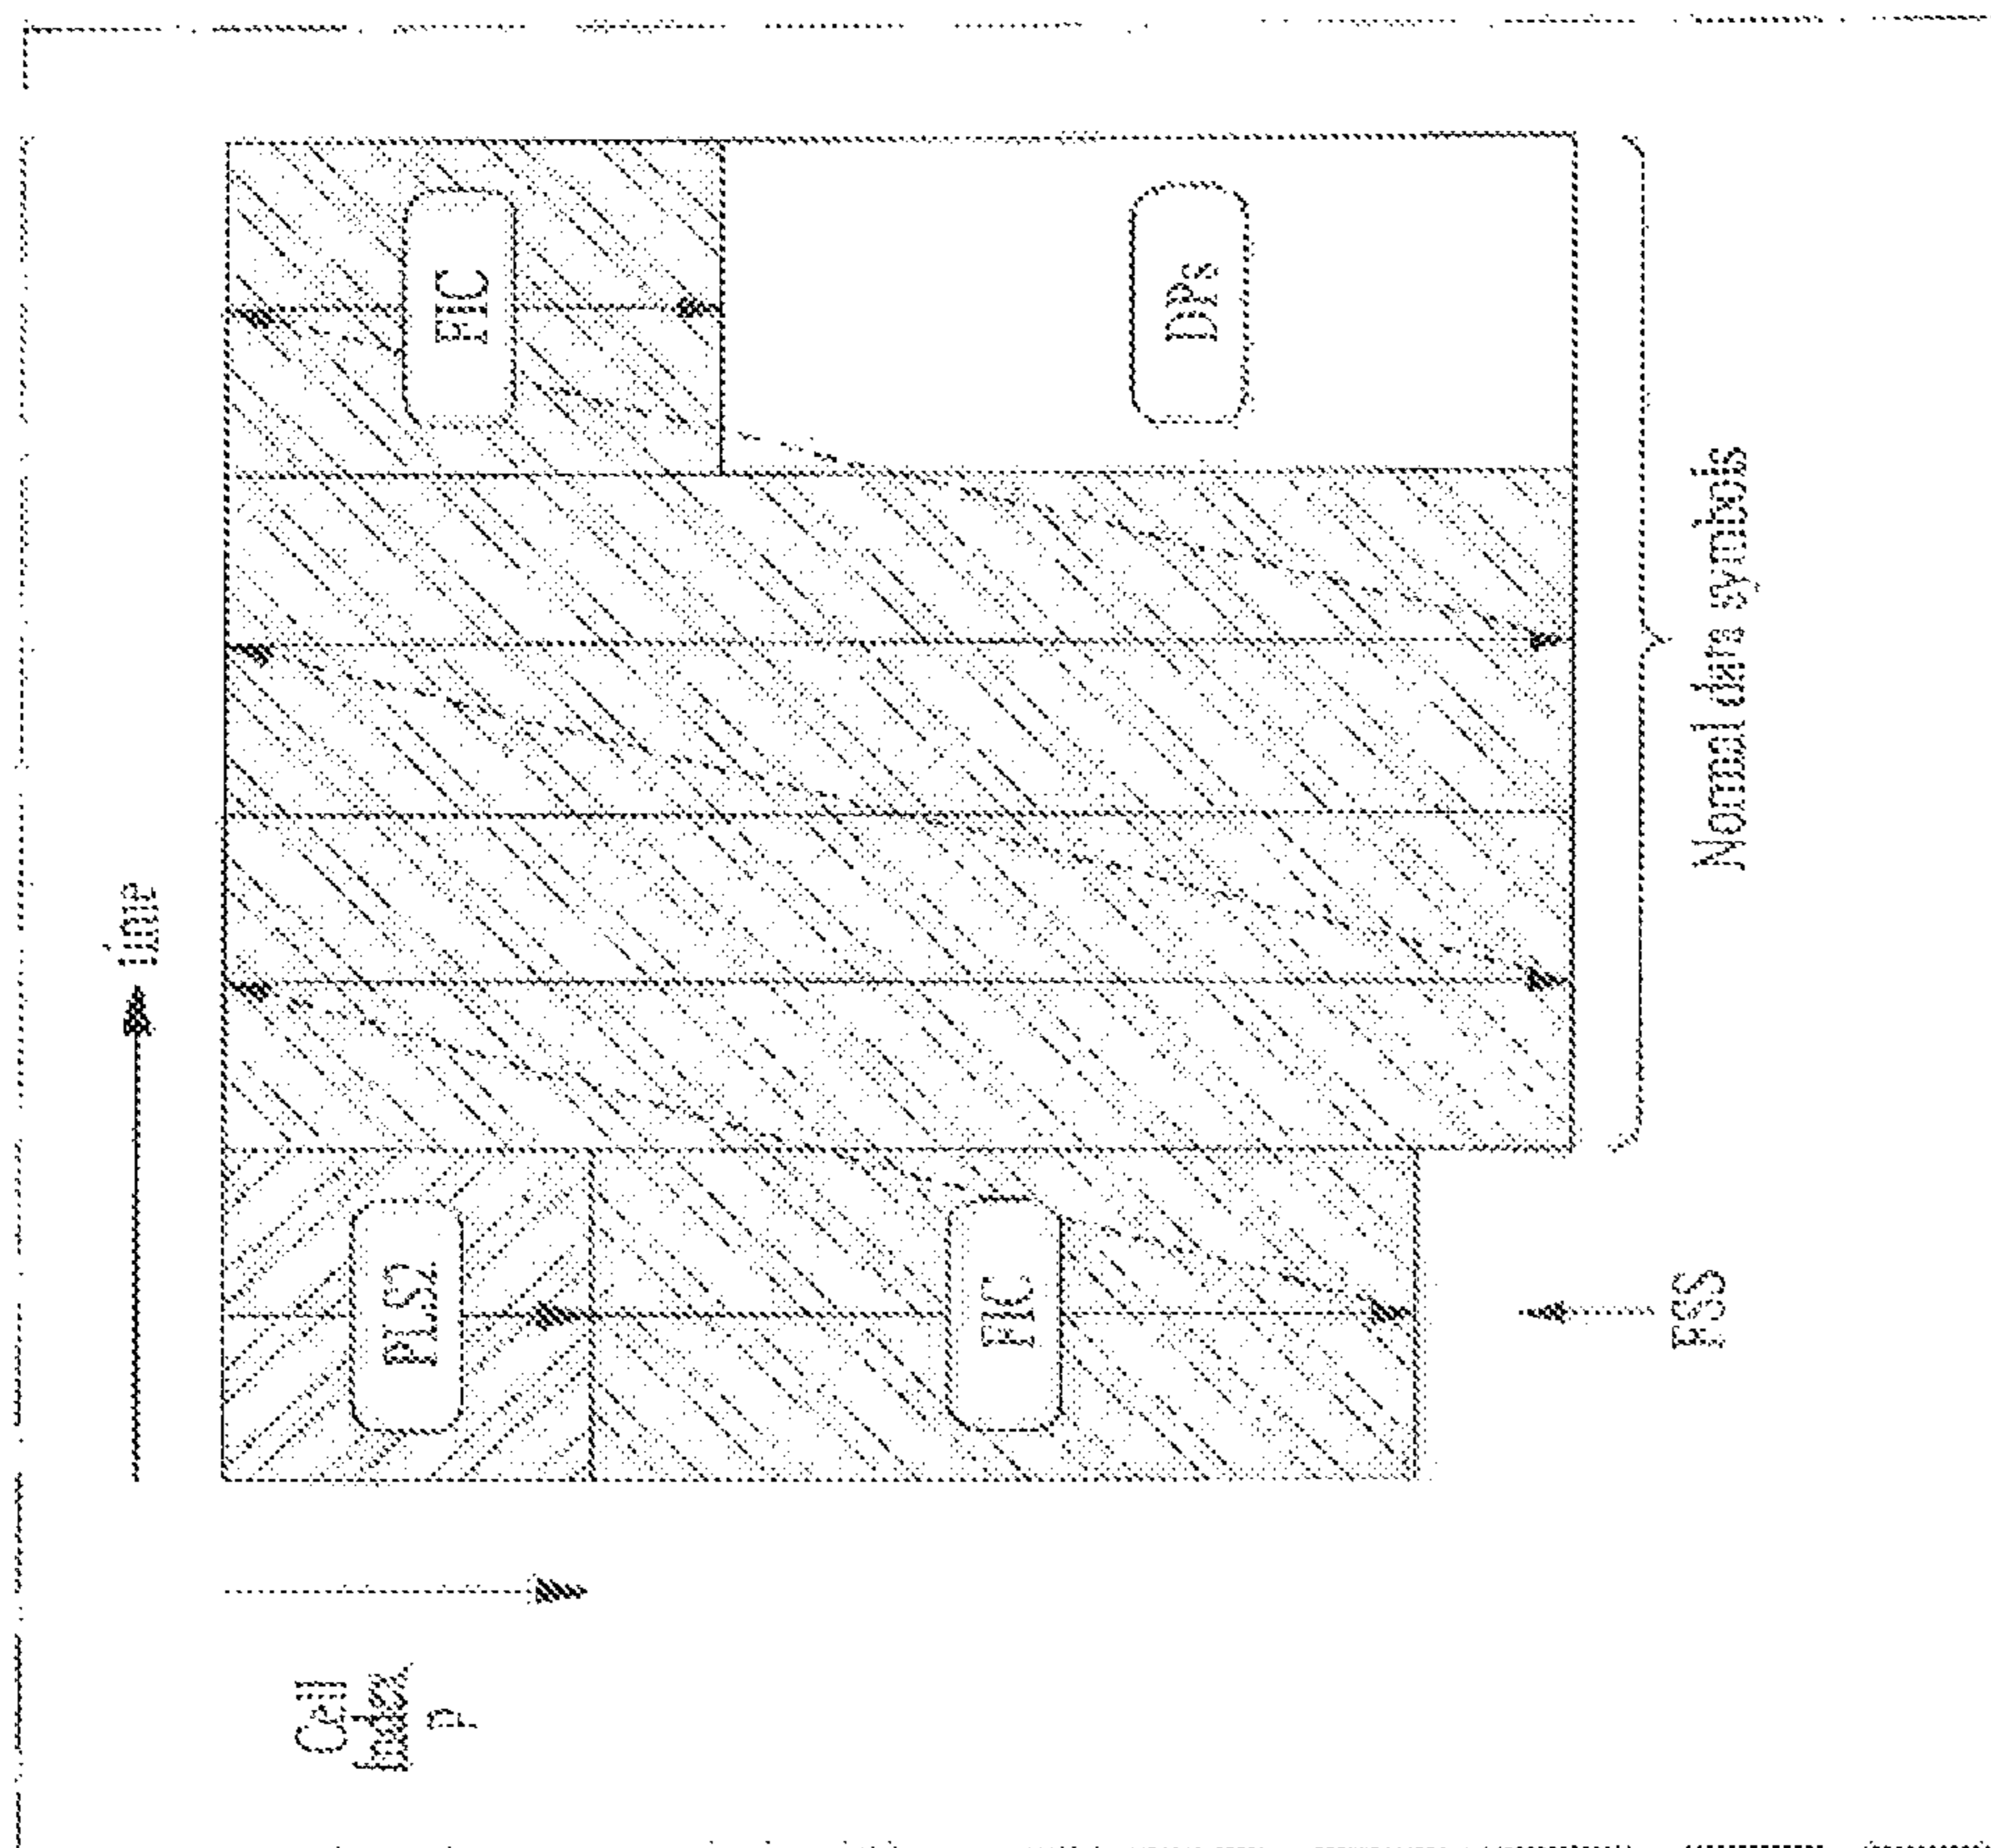 time
Cell
Index
p
PLS2
FIC
FIC
DPs
FSS
Normal data symbols